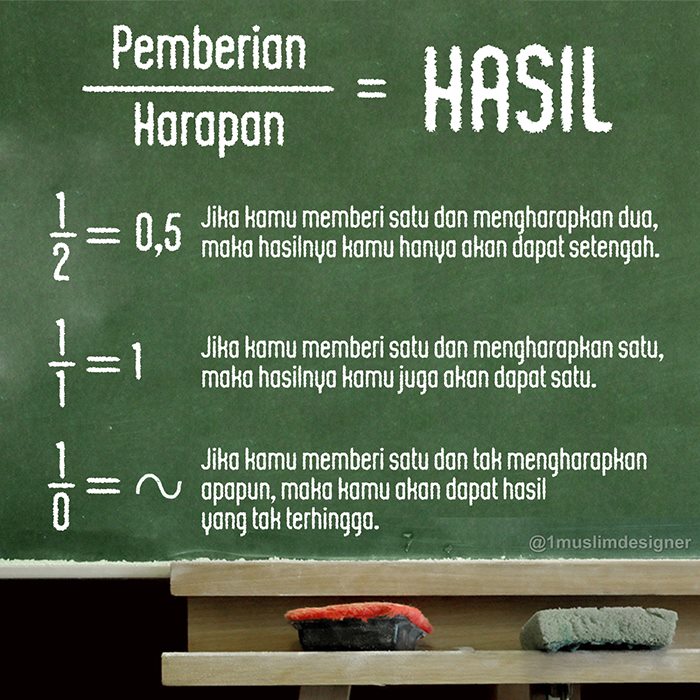 Pemberian
Harapan
= HASIL
1
2
= 0,5
Jika kamu memberi satu dan mengharapkan dua,
maka hasilnya kamu hanya akan dapat setengah.
1
1
= 1
Jika kamu memberi satu dan mengharapkan satu,
maka hasilnya kamu juga akan dapat satu.
1
0
= ~
Jika kamu memberi satu dan tak mengharapkan
apapun, maka kamu akan dapat hasil
yang tak terhingga.
@1muslimdesigner